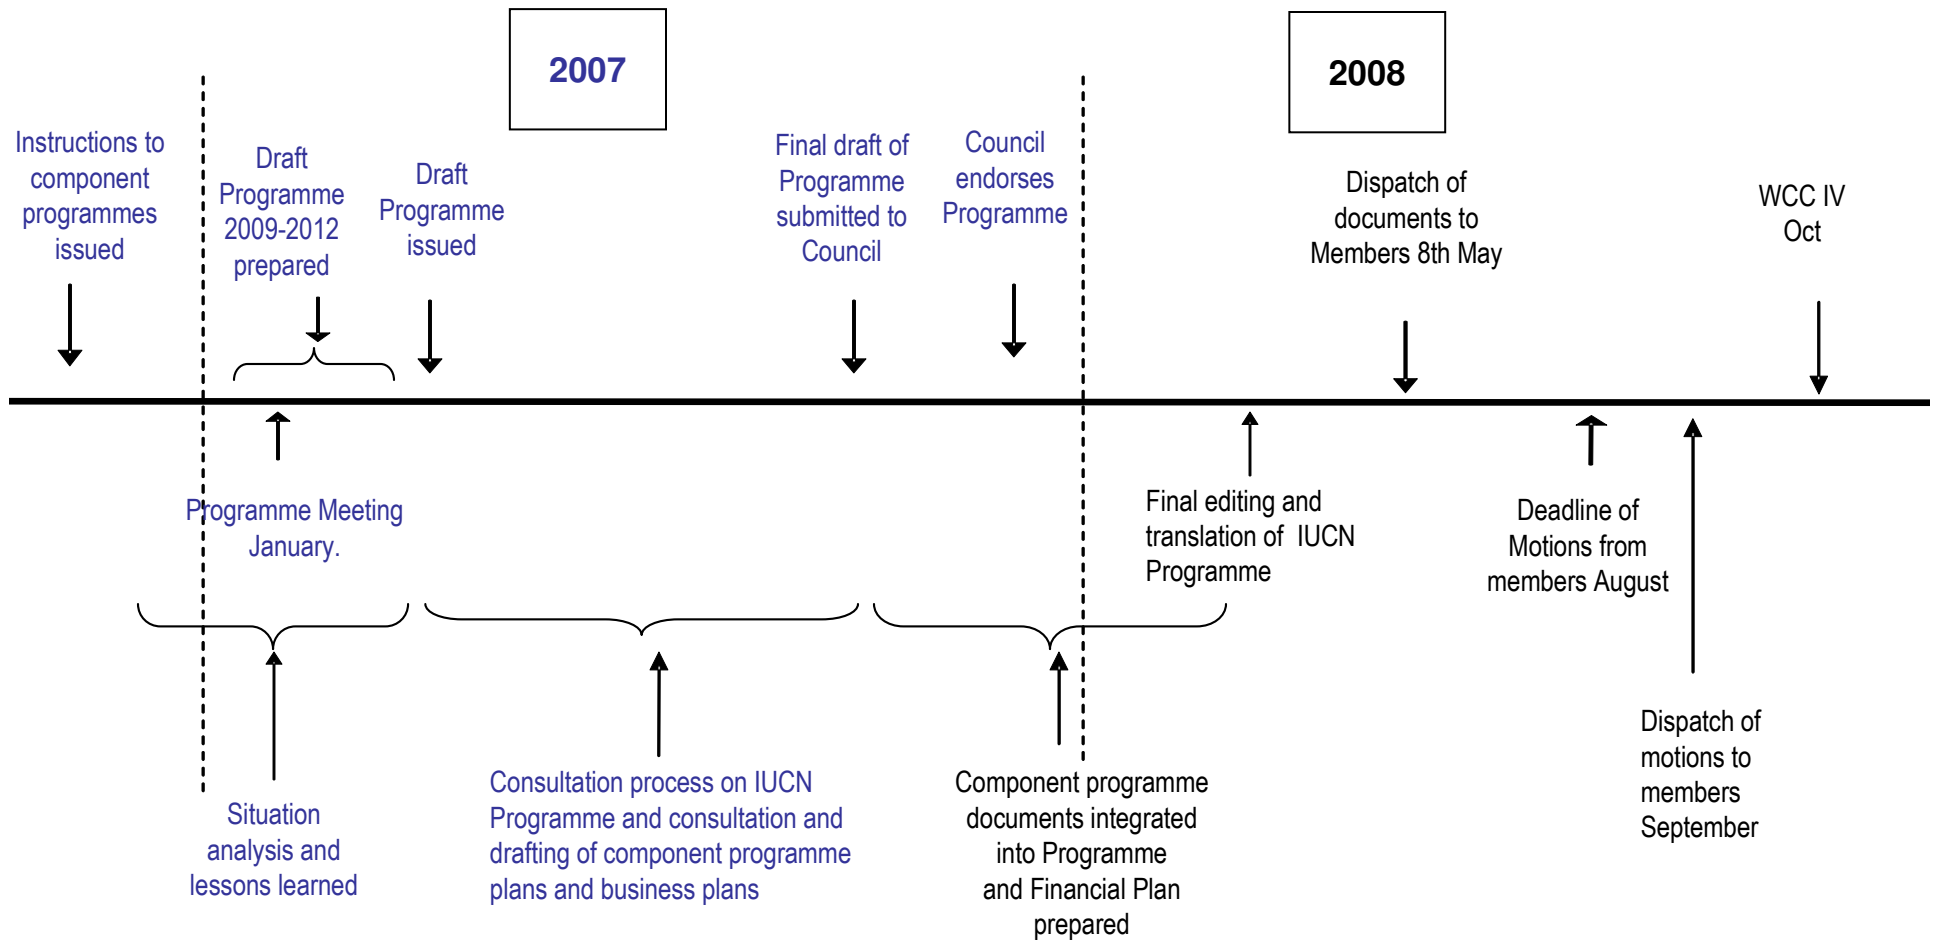 2007
2008
Instructions to
component
programmes
issued
Draft
Programme
2009-2012
prepared
Draft
Programme
issued
Final draft of
Programme
submitted to
Council
Council
endorses
Programme
Dispatch of
documents to
Members 8th May
WCC IV
Oct
Programme Meeting
January.
Final editing and
translation of IUCN
Programme
Deadline of
Motions from
members August
Situation
analysis and
lessons learned
Consultation process on IUCN
Programme and consultation and
drafting of component programme
plans and business plans
Component programme
documents integrated
into Programme
and Financial Plan
prepared
Dispatch of
motions to
members
September